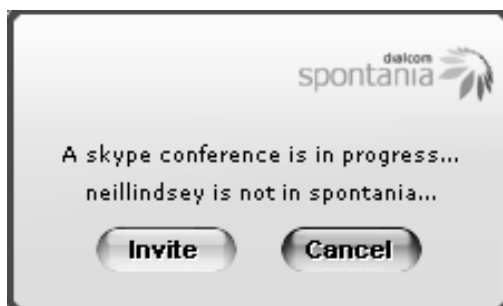 dialcom
spontania
A skype conference is in progress...
neillindsey is not in spontania...
Invite Cancel